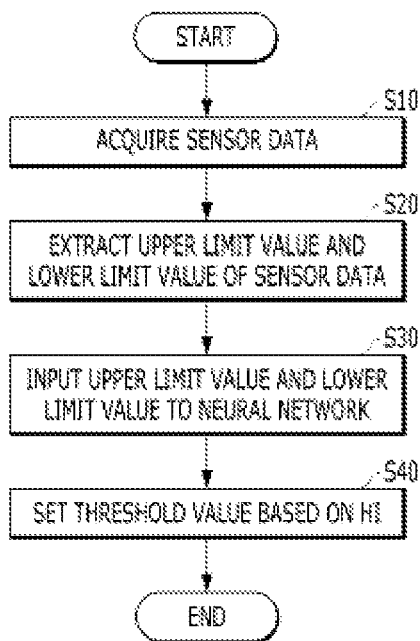 START
S10
ACQUIRE SENSOR DATA
S20
EXTRACT UPPER LIMIT VALUE AND
LOWER LIMIT VALUE OF SENSOR DATA
S30
INPUT UPPER LIMIT VALUE AND LOWER
LIMIT VALUE TO NEURAL NETWORK
S40
SET THRESHOLD VALUE BASED ON HI
END